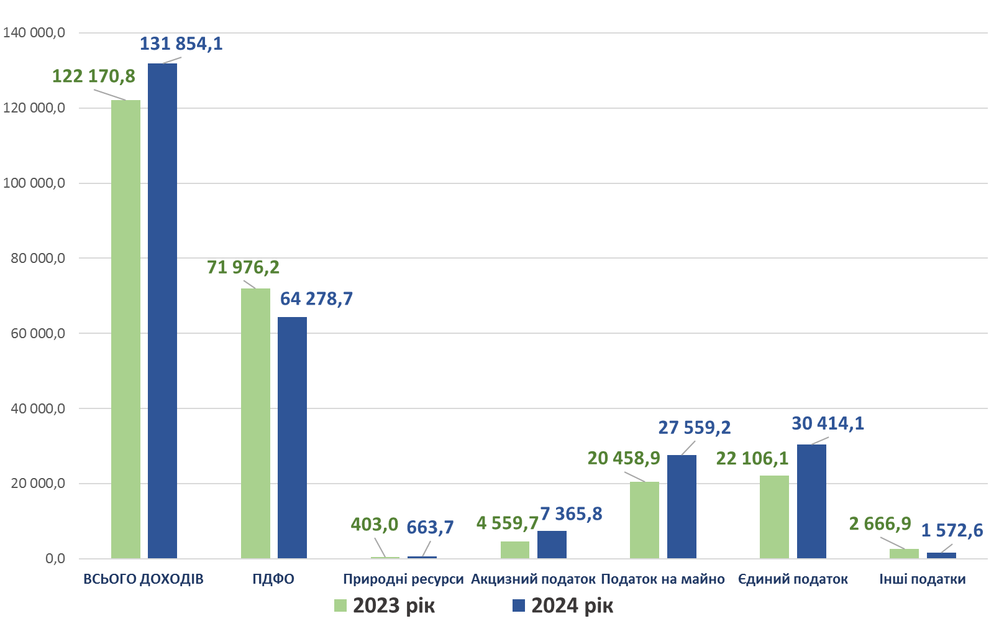 140 000,0
120 000,0
100 000,0
80 000,0
60 000,0
40 000,0
20 000,0
0,0
122 170,8
131 854,1
71 976,2
64 278,7
403,0
663,7
4 559,7
7 365,8
20 458,9
27 559,2
22 106,1
30 414,1
2 666,9
1 572,6
ВСЬОГО ДОХОДІВ
ПДФО
Природні ресурси
Акцизний податок
Податок на майно
Єдиний податок
Інші податки
2023 рік
2024 рік